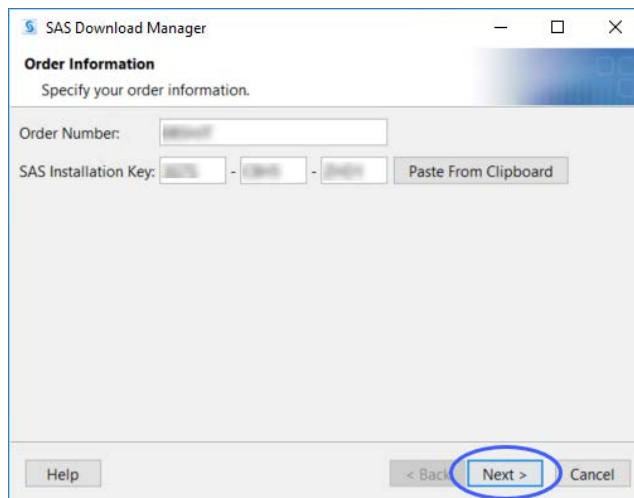 SAS Download Manager
Order Information
Specify your order information.
Order Number:
SAS Installation Key: - - Paste From Clipboard
Help < Back Next > Cancel